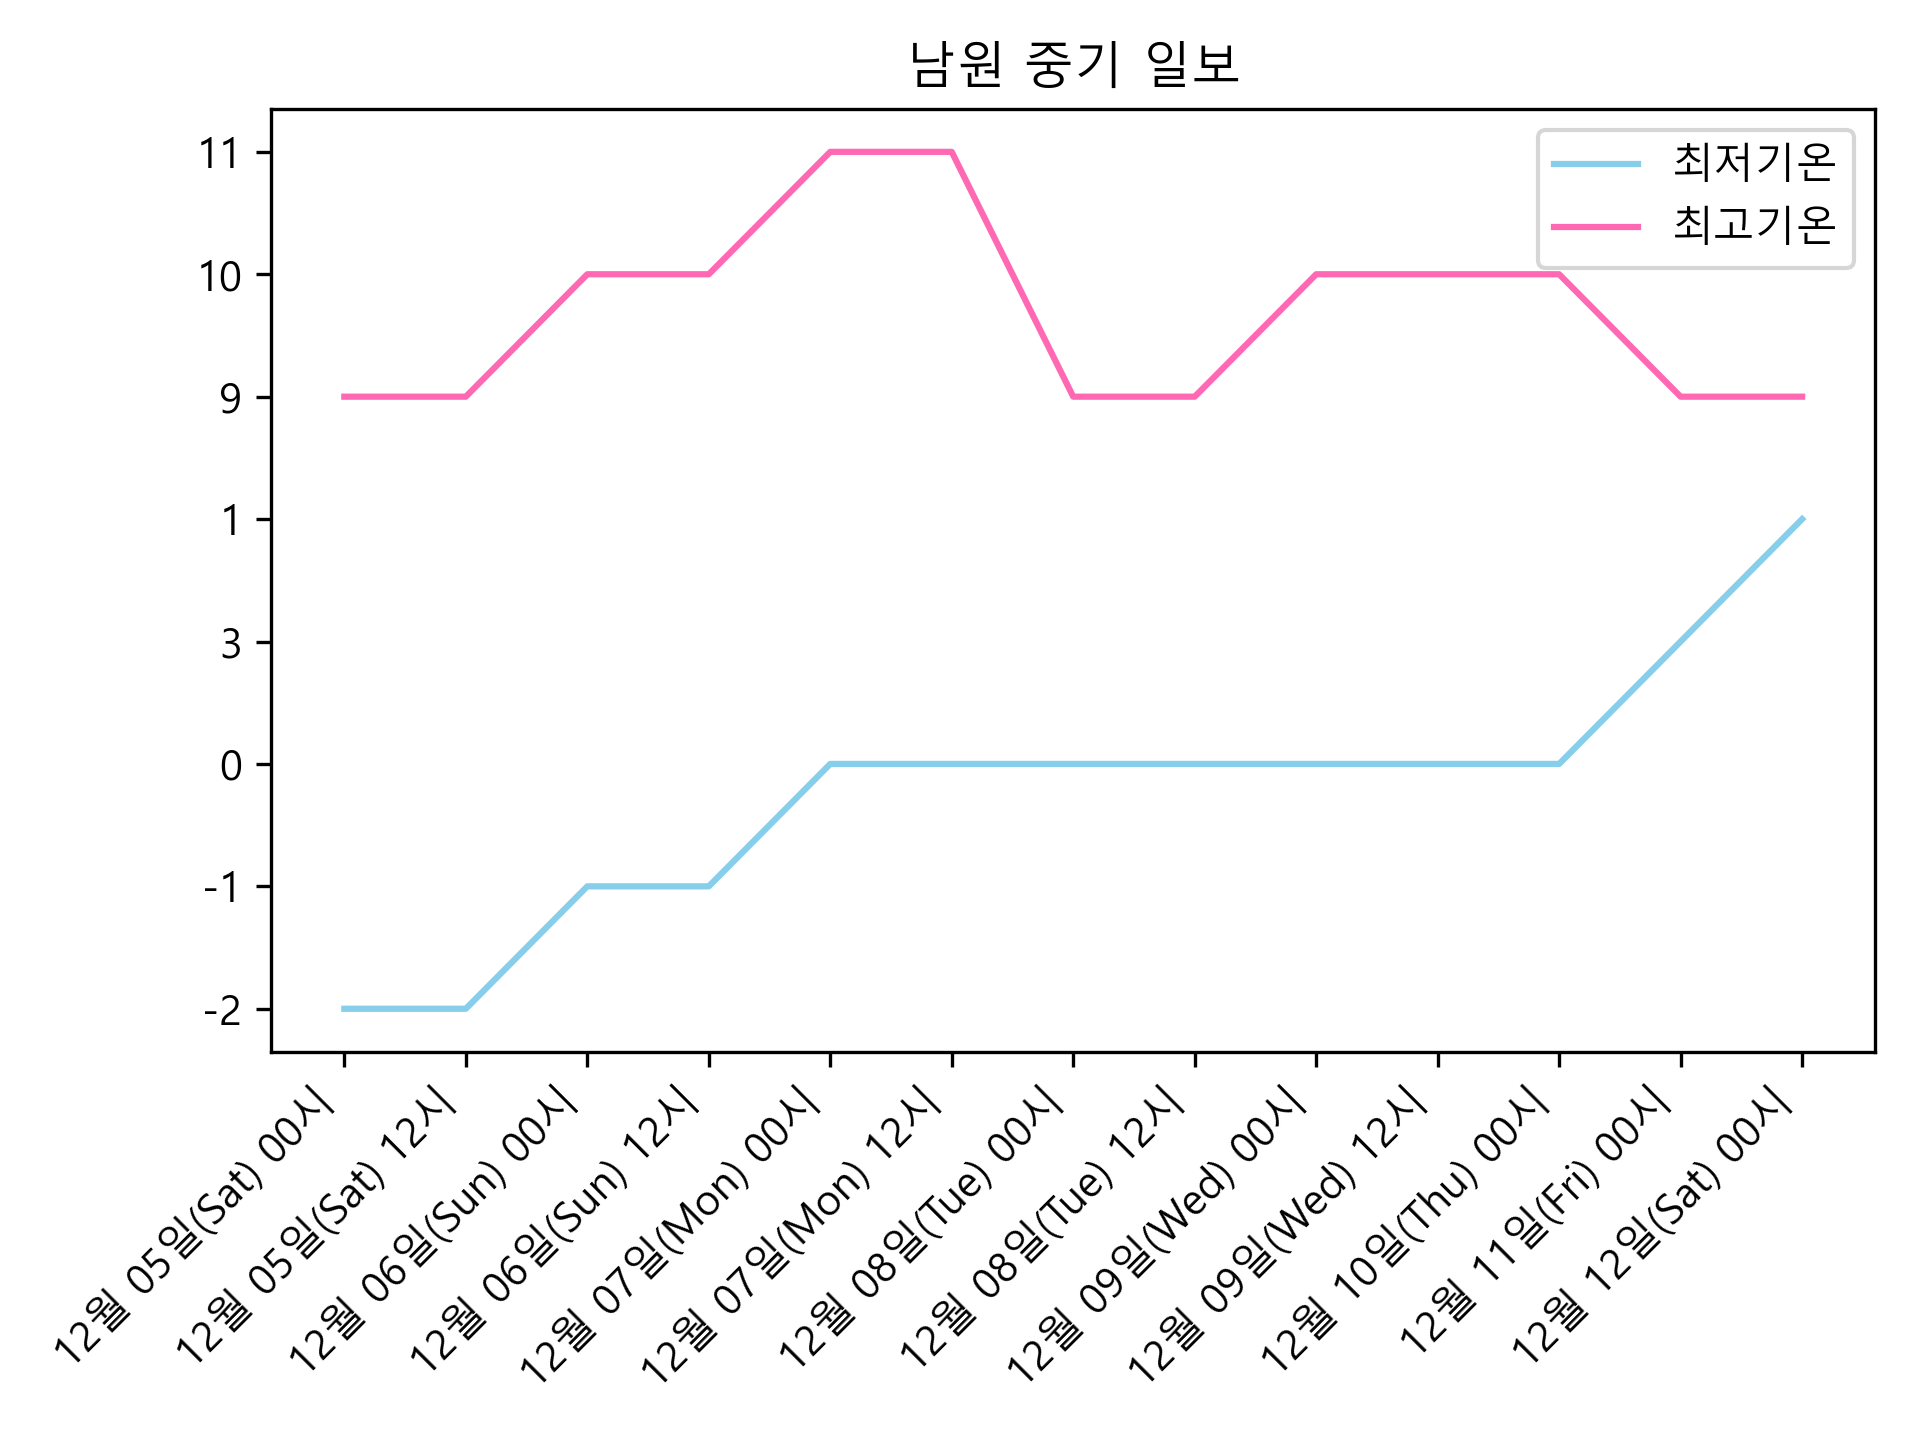 남원 중기 일보
최저기온
최고기온
11
10
9
1
3
0
-1
-2
12월 05일(Sat) 00시
12월 05일(Sat) 12시
12월 06일(Sun) 00시
12월 06일(Sun) 12시
12월 07일(Mon) 00시
12월 07일(Mon) 12시
12월 08일(Tue) 00시
12월 08일(Tue) 12시
12월 09일(Wed) 00시
12월 09일(Wed) 12시
12월 10일(Thu) 00시
12월 11일(Fri) 00시
12월 12일(Sat) 00시